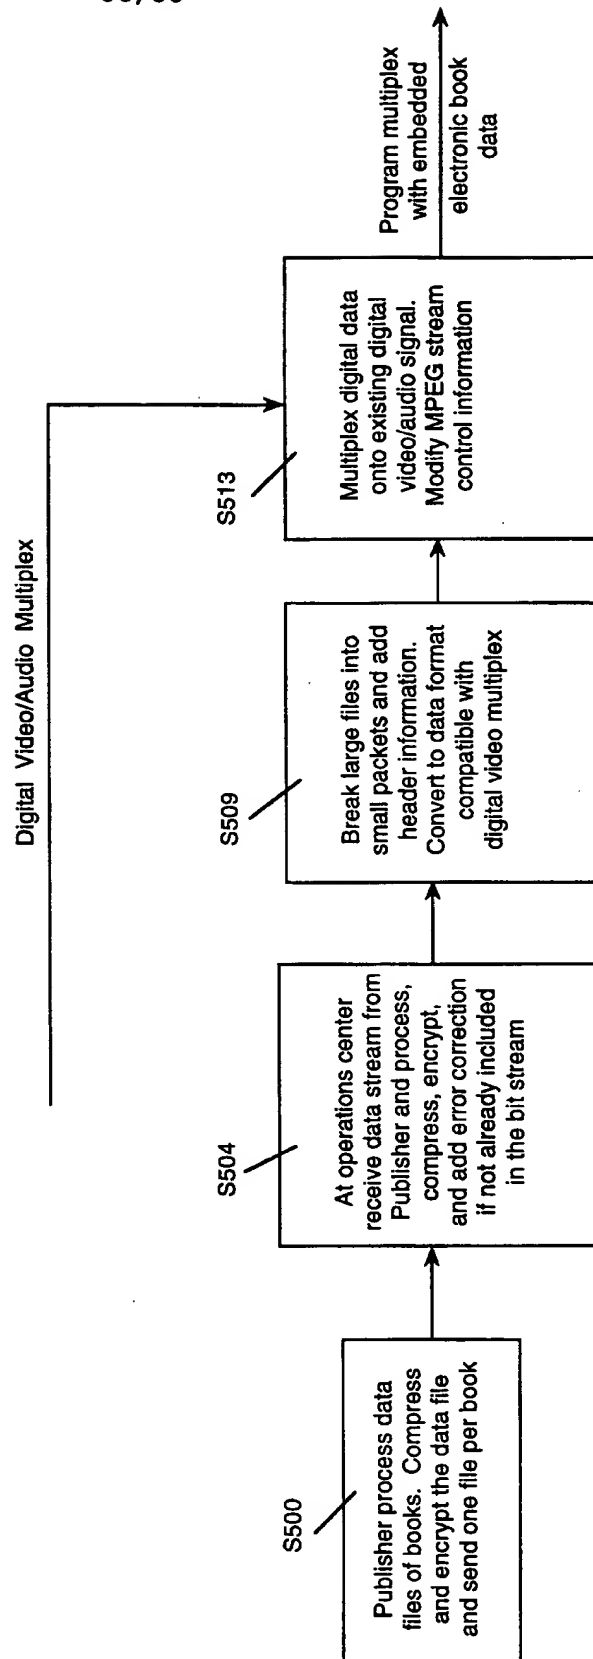 Digital Video/Audio Multiplex
S500
Publisher process data
files of books. Compress
and encrypt the data file
and send one file per book
S504
At operations center
receive data stream from
Publisher and process,
compress, encrypt,
and add error correction
if not already included
in the bit stream
S509
Break large files into
small packets and add
header information.
Convert to data format
compatible with
digital video multiplex
S513
Multiplex digital data
onto existing digital
video/audio signal.
Modify MPEG stream
control information
Program multiplex
with embedded
electronic book
data